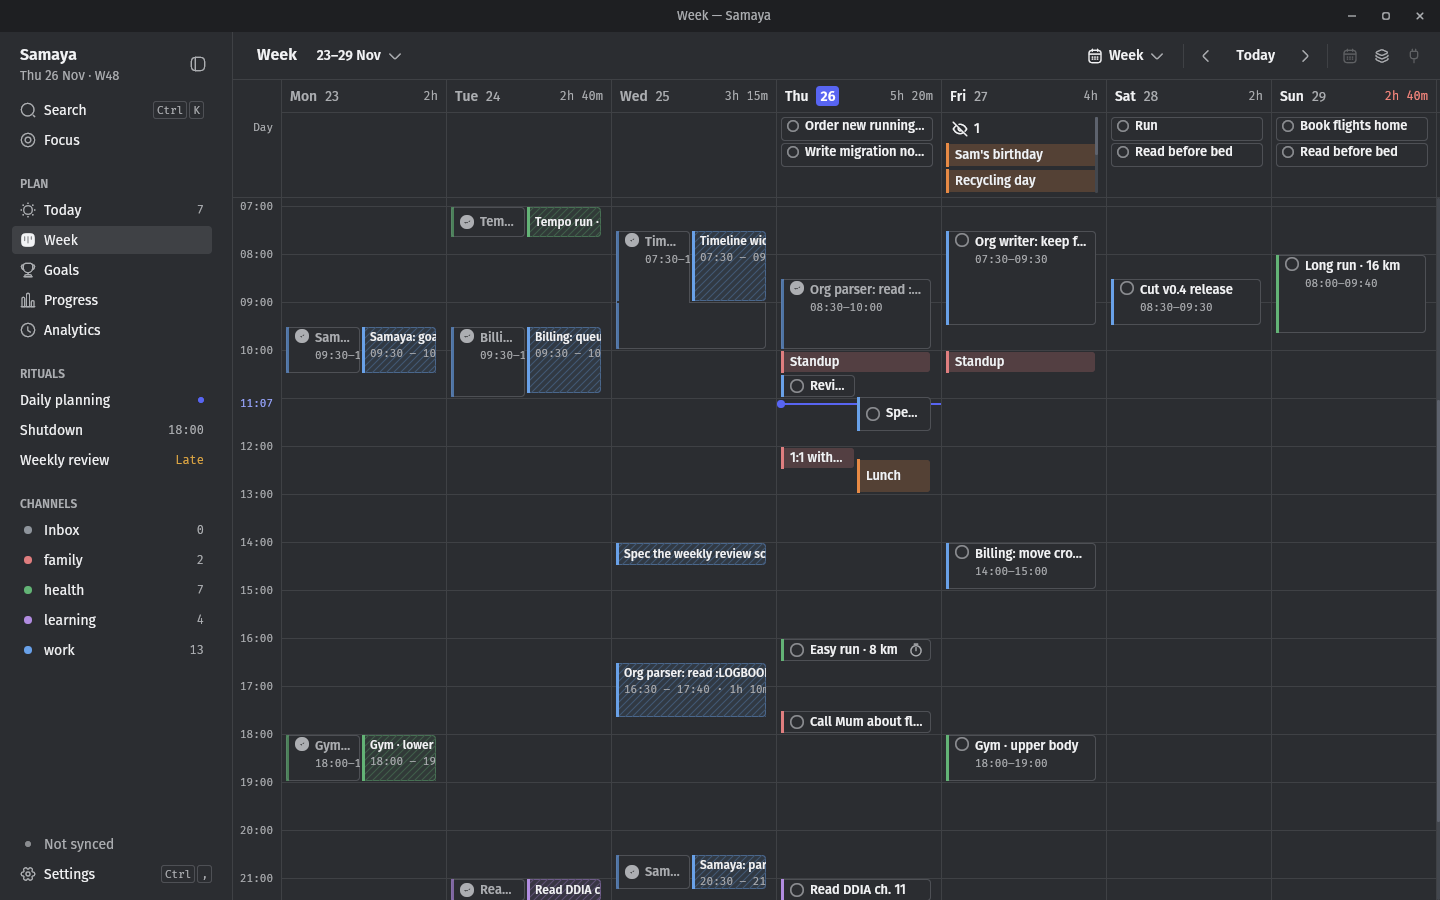 Week — Samaya
Samaya
Thu 26 Nov · W48
Search Ctrl K
Focus
PLAN
Today 7
Week
Goals
Progress
Analytics
RITUALS
Daily planning
Shutdown 18:00
Weekly review Late
CHANNELS
Inbox 0
family 2
health 7
learning 4
work 13
Not synced
Settings Ctrl ,
Week 23–29 Nov
Week
Today
Mon 23 2h
Tue 24 2h 40m
Wed 25 3h 15m
Thu 26 5h 20m
Fri 27 4h
Sat 28 2h
Sun 29 2h 40m
Day
Order new running…
Write migration no…
1
Sam's birthday
Recycling day
Run
Read before bed
Book flights home
Read before bed
07:00
08:00
09:00
10:00
11:07
12:00
13:00
14:00
15:00
16:00
17:00
18:00
19:00
20:00
21:00
Sam…
09:30–1
Samaya: goa
09:30 – 10
Gym…
18:00–1
Gym · lower
18:00 – 19
Tem…
Tempo run ·
Billi…
09:30–1
Billing: queu
09:30 – 10
Rea…
Read DDIA c
Tim…
07:30–1
Timeline wid
07:30 – 09
Spec the weekly review sc
Org parser: read :LOGBOOK
16:30 – 17:40 · 1h 10m
Sam…
Samaya: par
20:30 – 21
Org parser: read :…
08:30–10:00
Standup
Revi…
Spe…
1:1 with…
Lunch
Easy run · 8 km
Call Mum about fl…
Read DDIA ch. 11
Org writer: keep f…
07:30–09:30
Standup
Billing: move cro…
14:00–15:00
Gym · upper body
18:00–19:00
Cut v0.4 release
08:30–09:30
Long run · 16 km
08:00–09:40